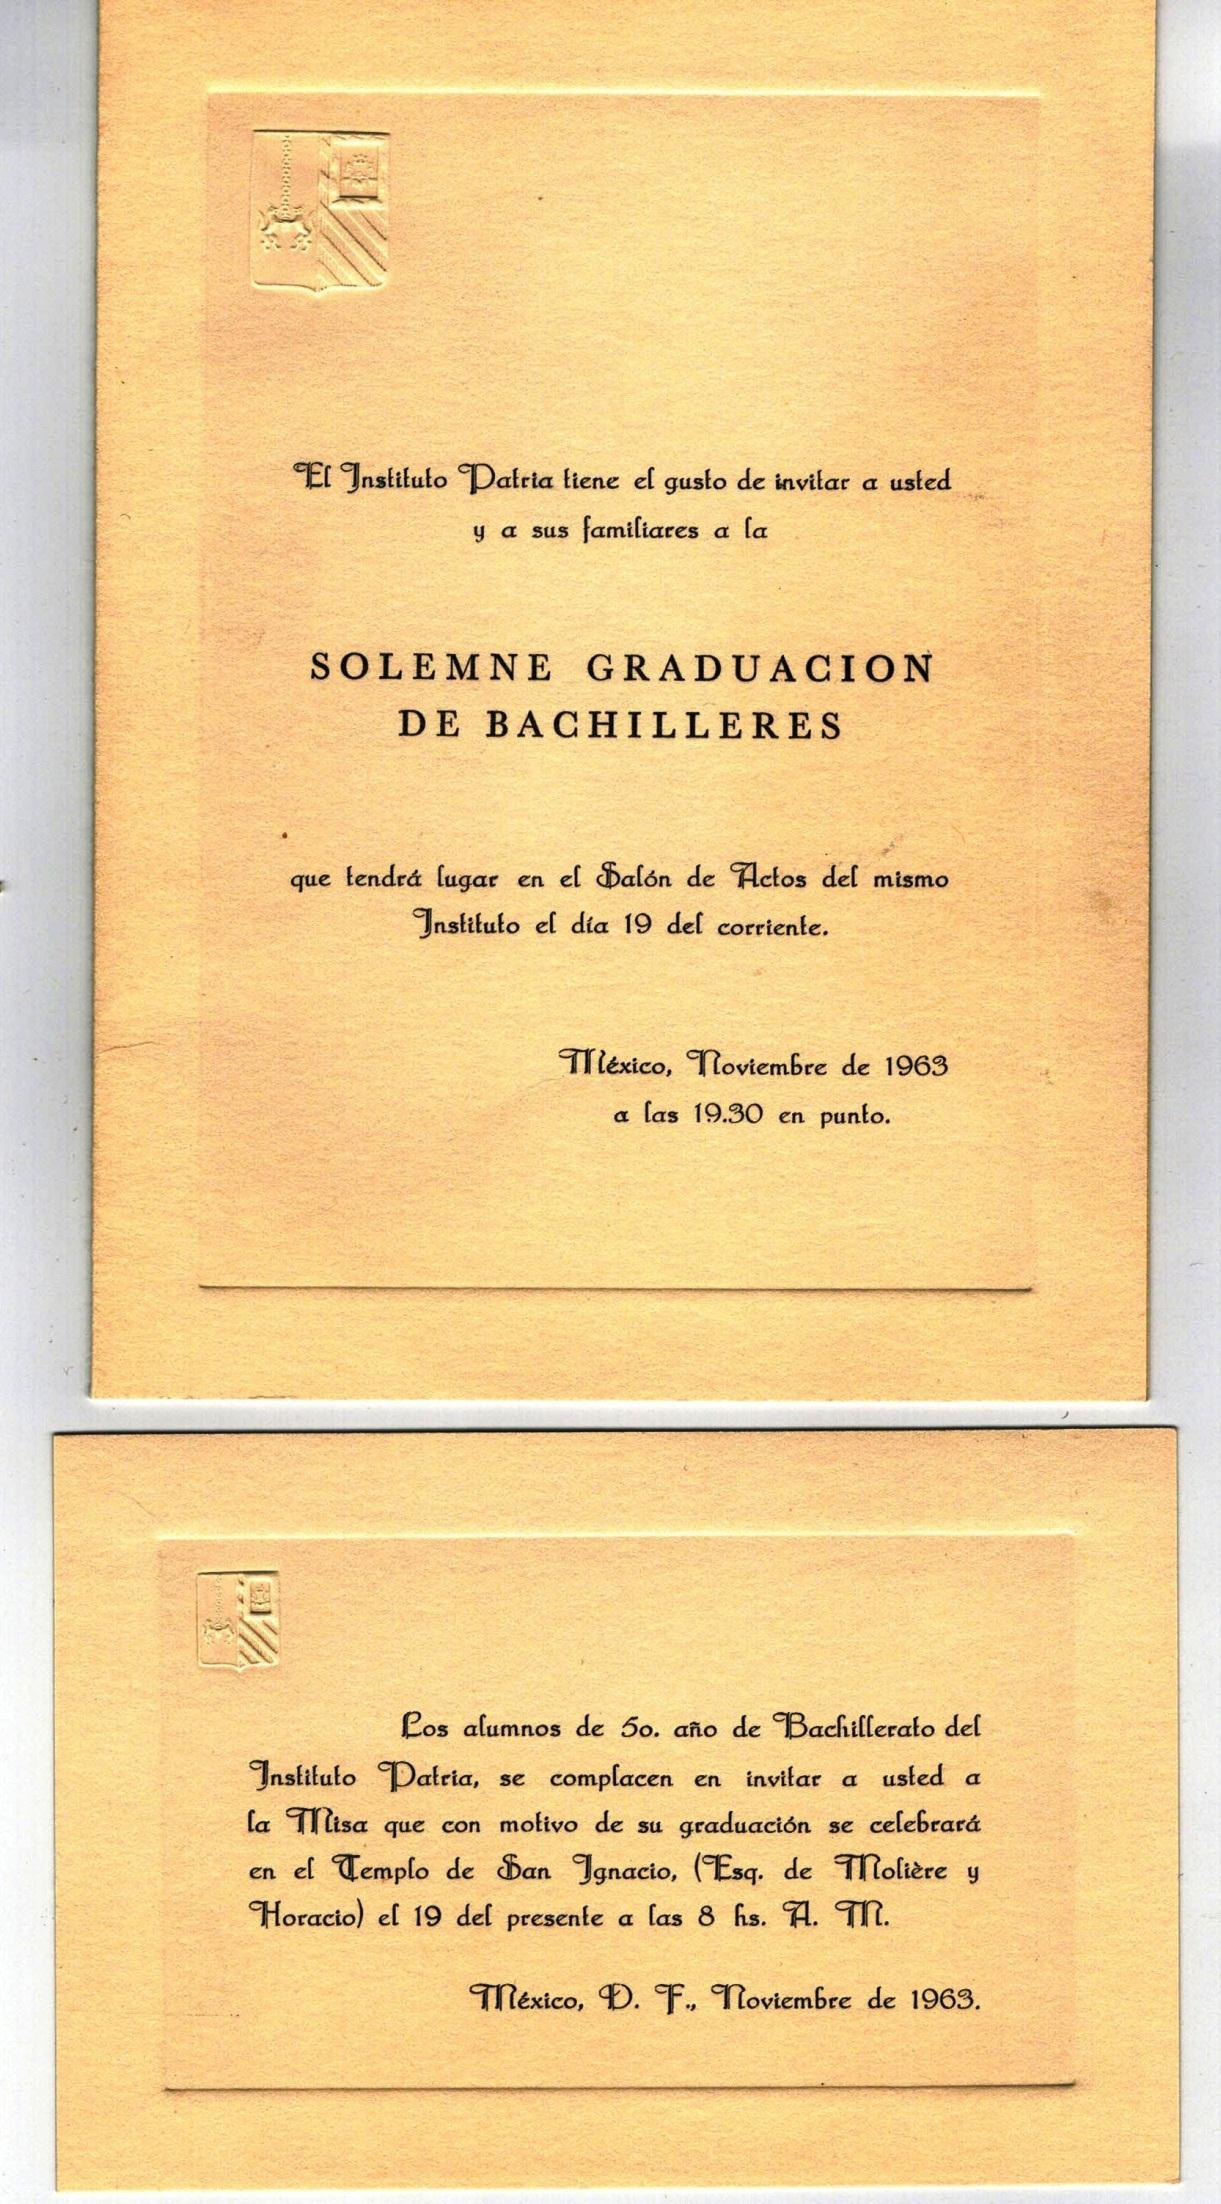 El Instituto Patria tiene el gusto de invitar a usted
y a sus familiares a la
SOLEMNE GRADUACION
DE BACHILLERES
que tendrá lugar en el Salón de Actos del mismo
Instituto el día 19 del corriente.
México, Noviembre de 1963
a las 19.30 en punto.
Los alumnos de 5o. año de Bachillerato del
Instituto Patria, se complacen en invitar a usted a
la Misa que con motivo de su graduación se celebrará
en el Templo de San Ignacio, (Esq. de Molière y
Horacio) el 19 del presente a las 8 hs. A. M.
México, D. F., Noviembre de 1963.